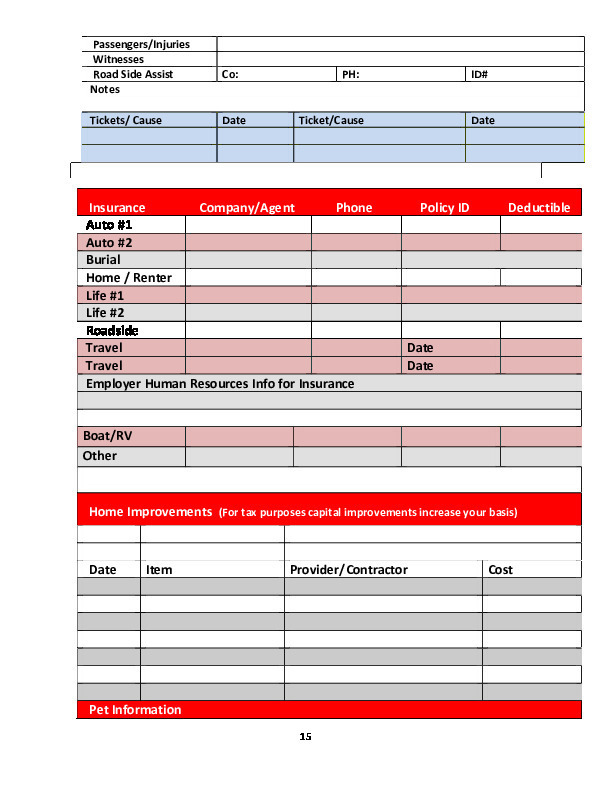 Passengers/Injuries
Witnesses
Road Side Assist Co: PH: ID#
Notes
Tickets/ Cause Date Ticket/Cause Date
Insurance Company/Agent Phone Policy ID Deductible
Auto #1
Auto #2
Burial
Home / Renter
Life #1
Life #2
Roadside
Travel Date
Travel Date
Employer Human Resources Info for Insurance
Boat/RV
Other
Home Improvements (For tax purposes capital improvements increase your basis)
Date Item Provider/Contractor Cost
Pet Information
15